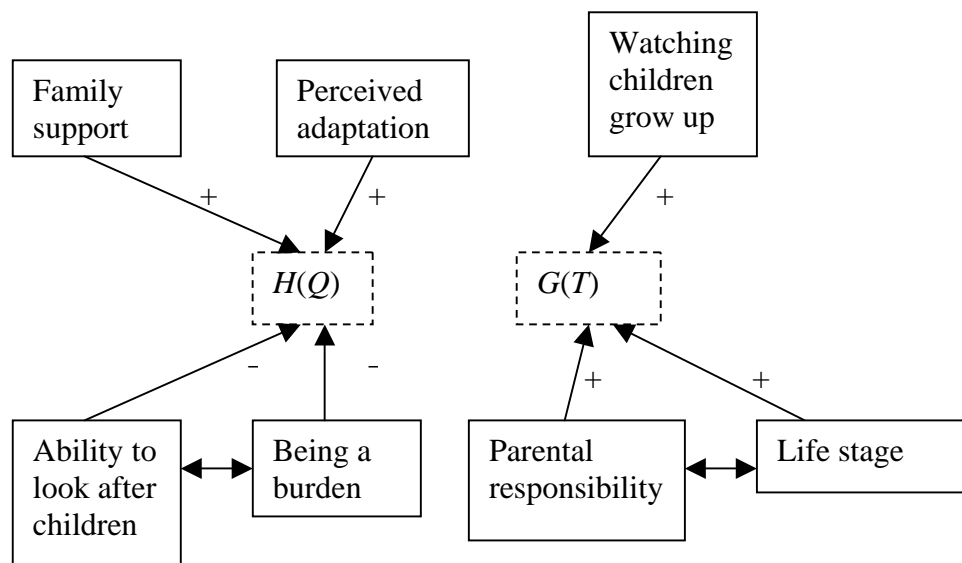 Family
support
Perceived
adaptation
Watching
children
grow up
+
+
+
H(Q)
G(T)
-
-
+
+
Ability to
look after
children
Being a
burden
Parental
responsibility
Life stage